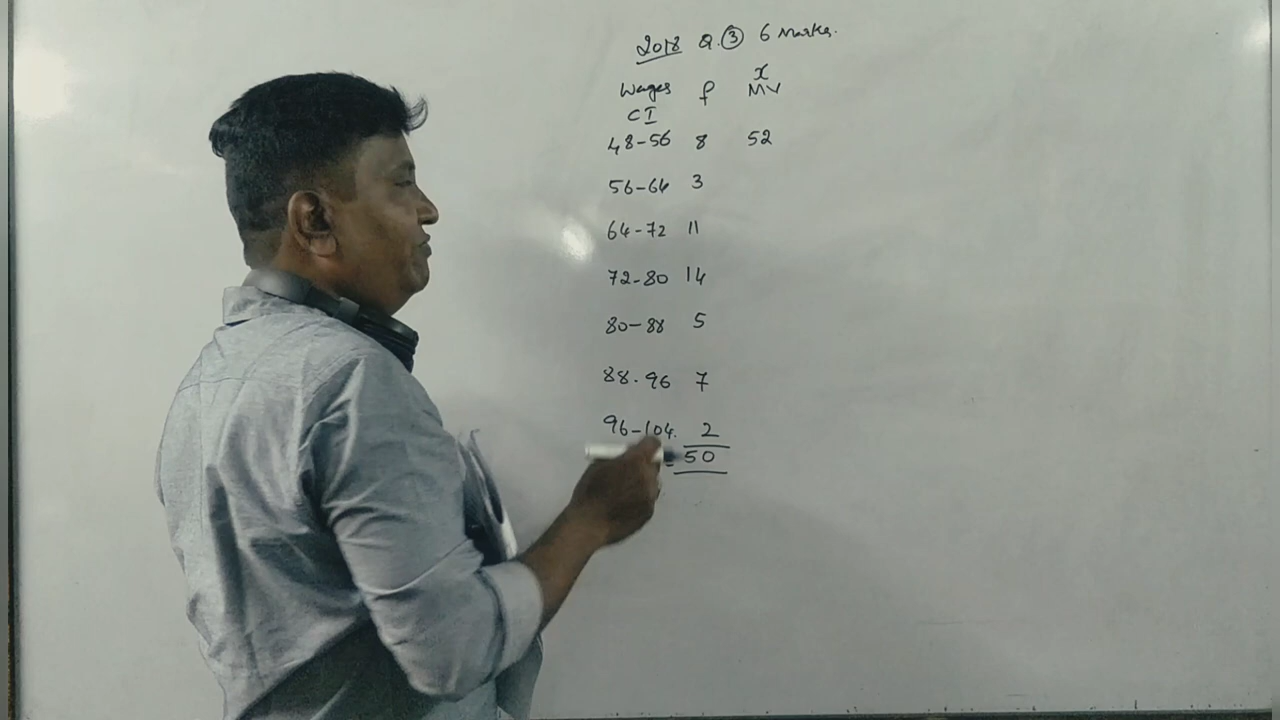 2018 Q.③ 6 Marks.
x
Wages f MV
CI
48-56 8 52
56-64 3
64-72 11
72-80 14
80-88 5
88.96 7
96-104. 2
50